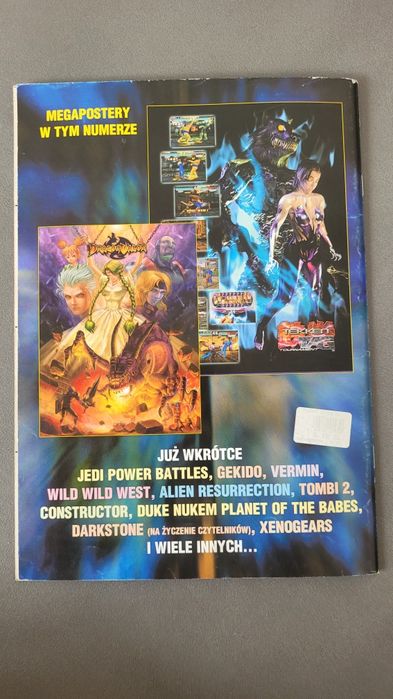 MEGAPOSTERY
W TYM NUMERZE
TEKKEN
TOURNAMENT
JUŻ WKRÓTCE
JEDI POWER BATTLES, GEKIDO, VERMIN,
WILD WILD WEST, ALIEN RESURRECTION, TOMBI 2,
CONSTRUCTOR, DUKE NUKEM PLANET OF THE BABES,
DARKSTONE (NA ŻYCZENIE CZYTELNIKÓW), XENOGEARS
I WIELE INNYCH...